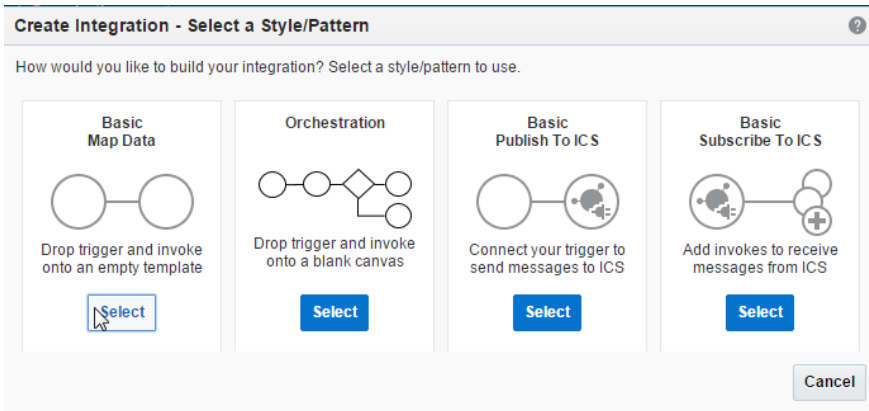 Create Integration - Select a Style/Pattern
?
How would you like to build your integration? Select a style/pattern to use.
Basic
Map Data
Drop trigger and invoke
onto an empty template
Select
Orchestration
Drop trigger and invoke
onto a blank canvas
Select
Basic
Publish To ICS
Connect your trigger to
send messages to ICS
Select
Basic
Subscribe To ICS
Add invokes to receive
messages from ICS
Select
Cancel